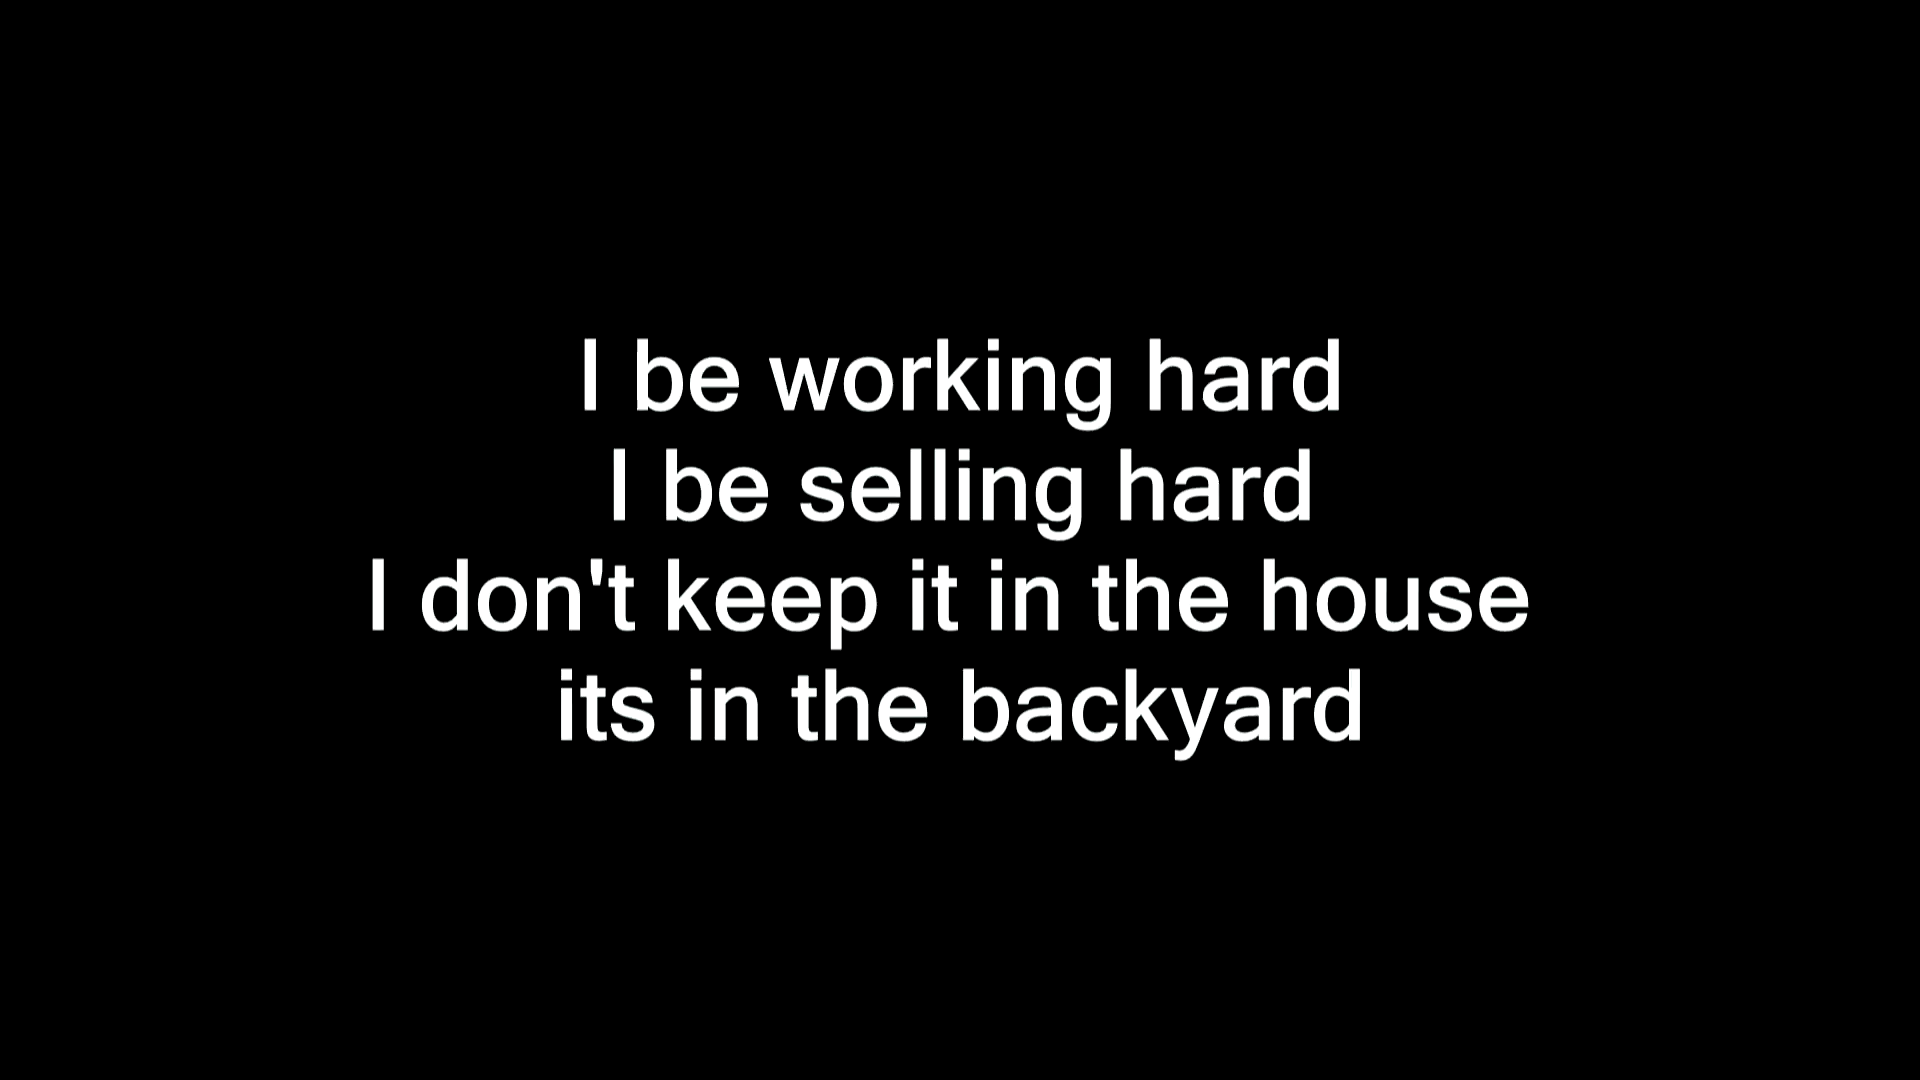 I be working hard
I be selling hard
I don't keep it in the house
its in the backyard